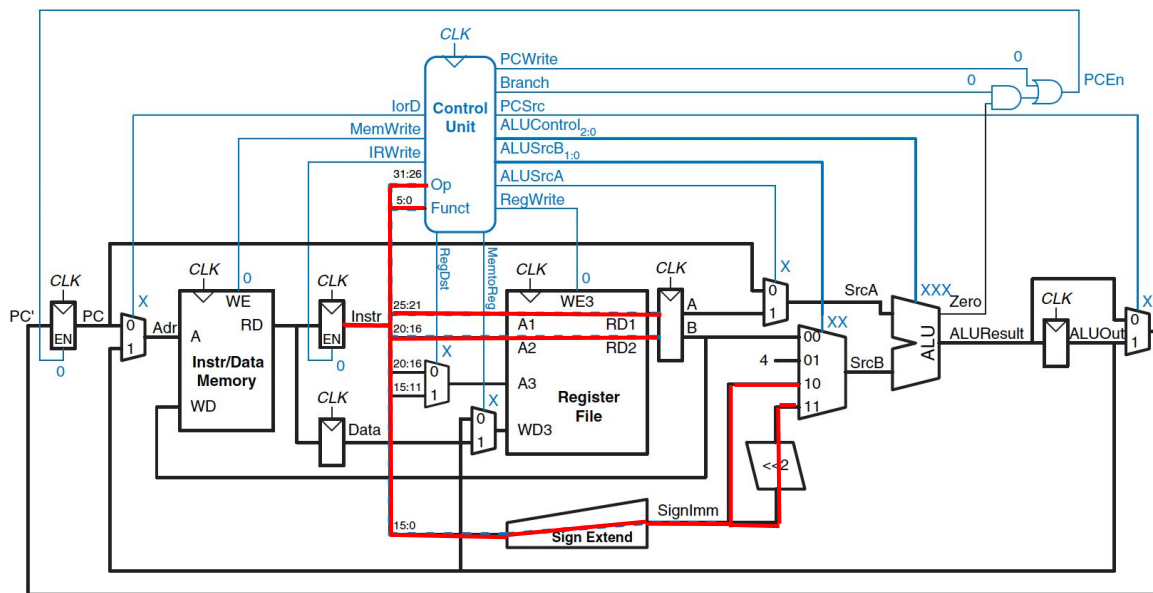 CLK
PCWrite
0
Branch
0
PCEn
IorD
Control
Unit
PCSrc
MemWrite
ALUControl2:0
IRWrite
ALUSrcB1:0
31:26
Op
ALUSrcA
5:0
Funct
RegWrite
RegDst
MemtoReg
CLK
CLK
CLK
CLK
CLK
X
X
WE
0
25:21
X
WE3
0
A
0
1
SrcA
XXX
Zero
CLK
X
PC'
PC
EN
0
1
Adr
A
RD
EN
Instr
A1
RD1
B
20:16
A2
RD2
XX
00
ALU
ALUResult
ALUOut
0
1
0
Instr/Data
Memory
0
4
01
SrcB
20:16
0
A3
10
15:11
1
Register
File
11
WD
CLK
X
Data
0
1
WD3
<<2
SignImm
15:0
Sign Extend